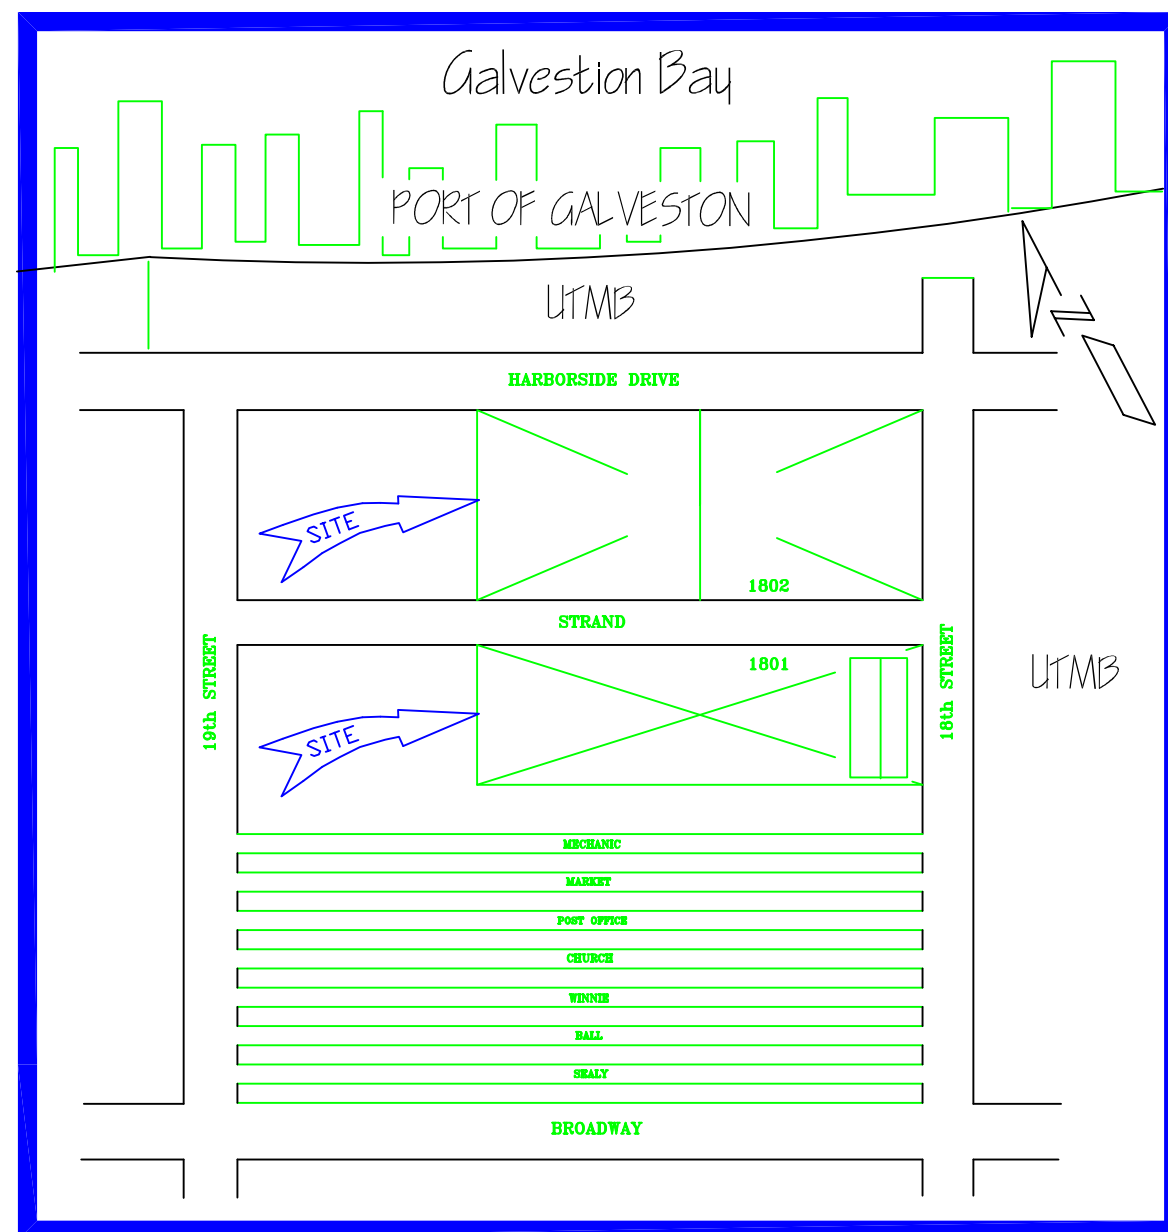 Galvestion Bay
PORT OF GALVESTON
UTMB
N
HARBORSIDE DRIVE
SITE
1802
STRAND
19th STREET
18th STREET
1801
UTMB
SITE
MECHANIC
MARKET
POST OFFICE
CHURCH
WINNIE
BALL
SEALY
BROADWAY